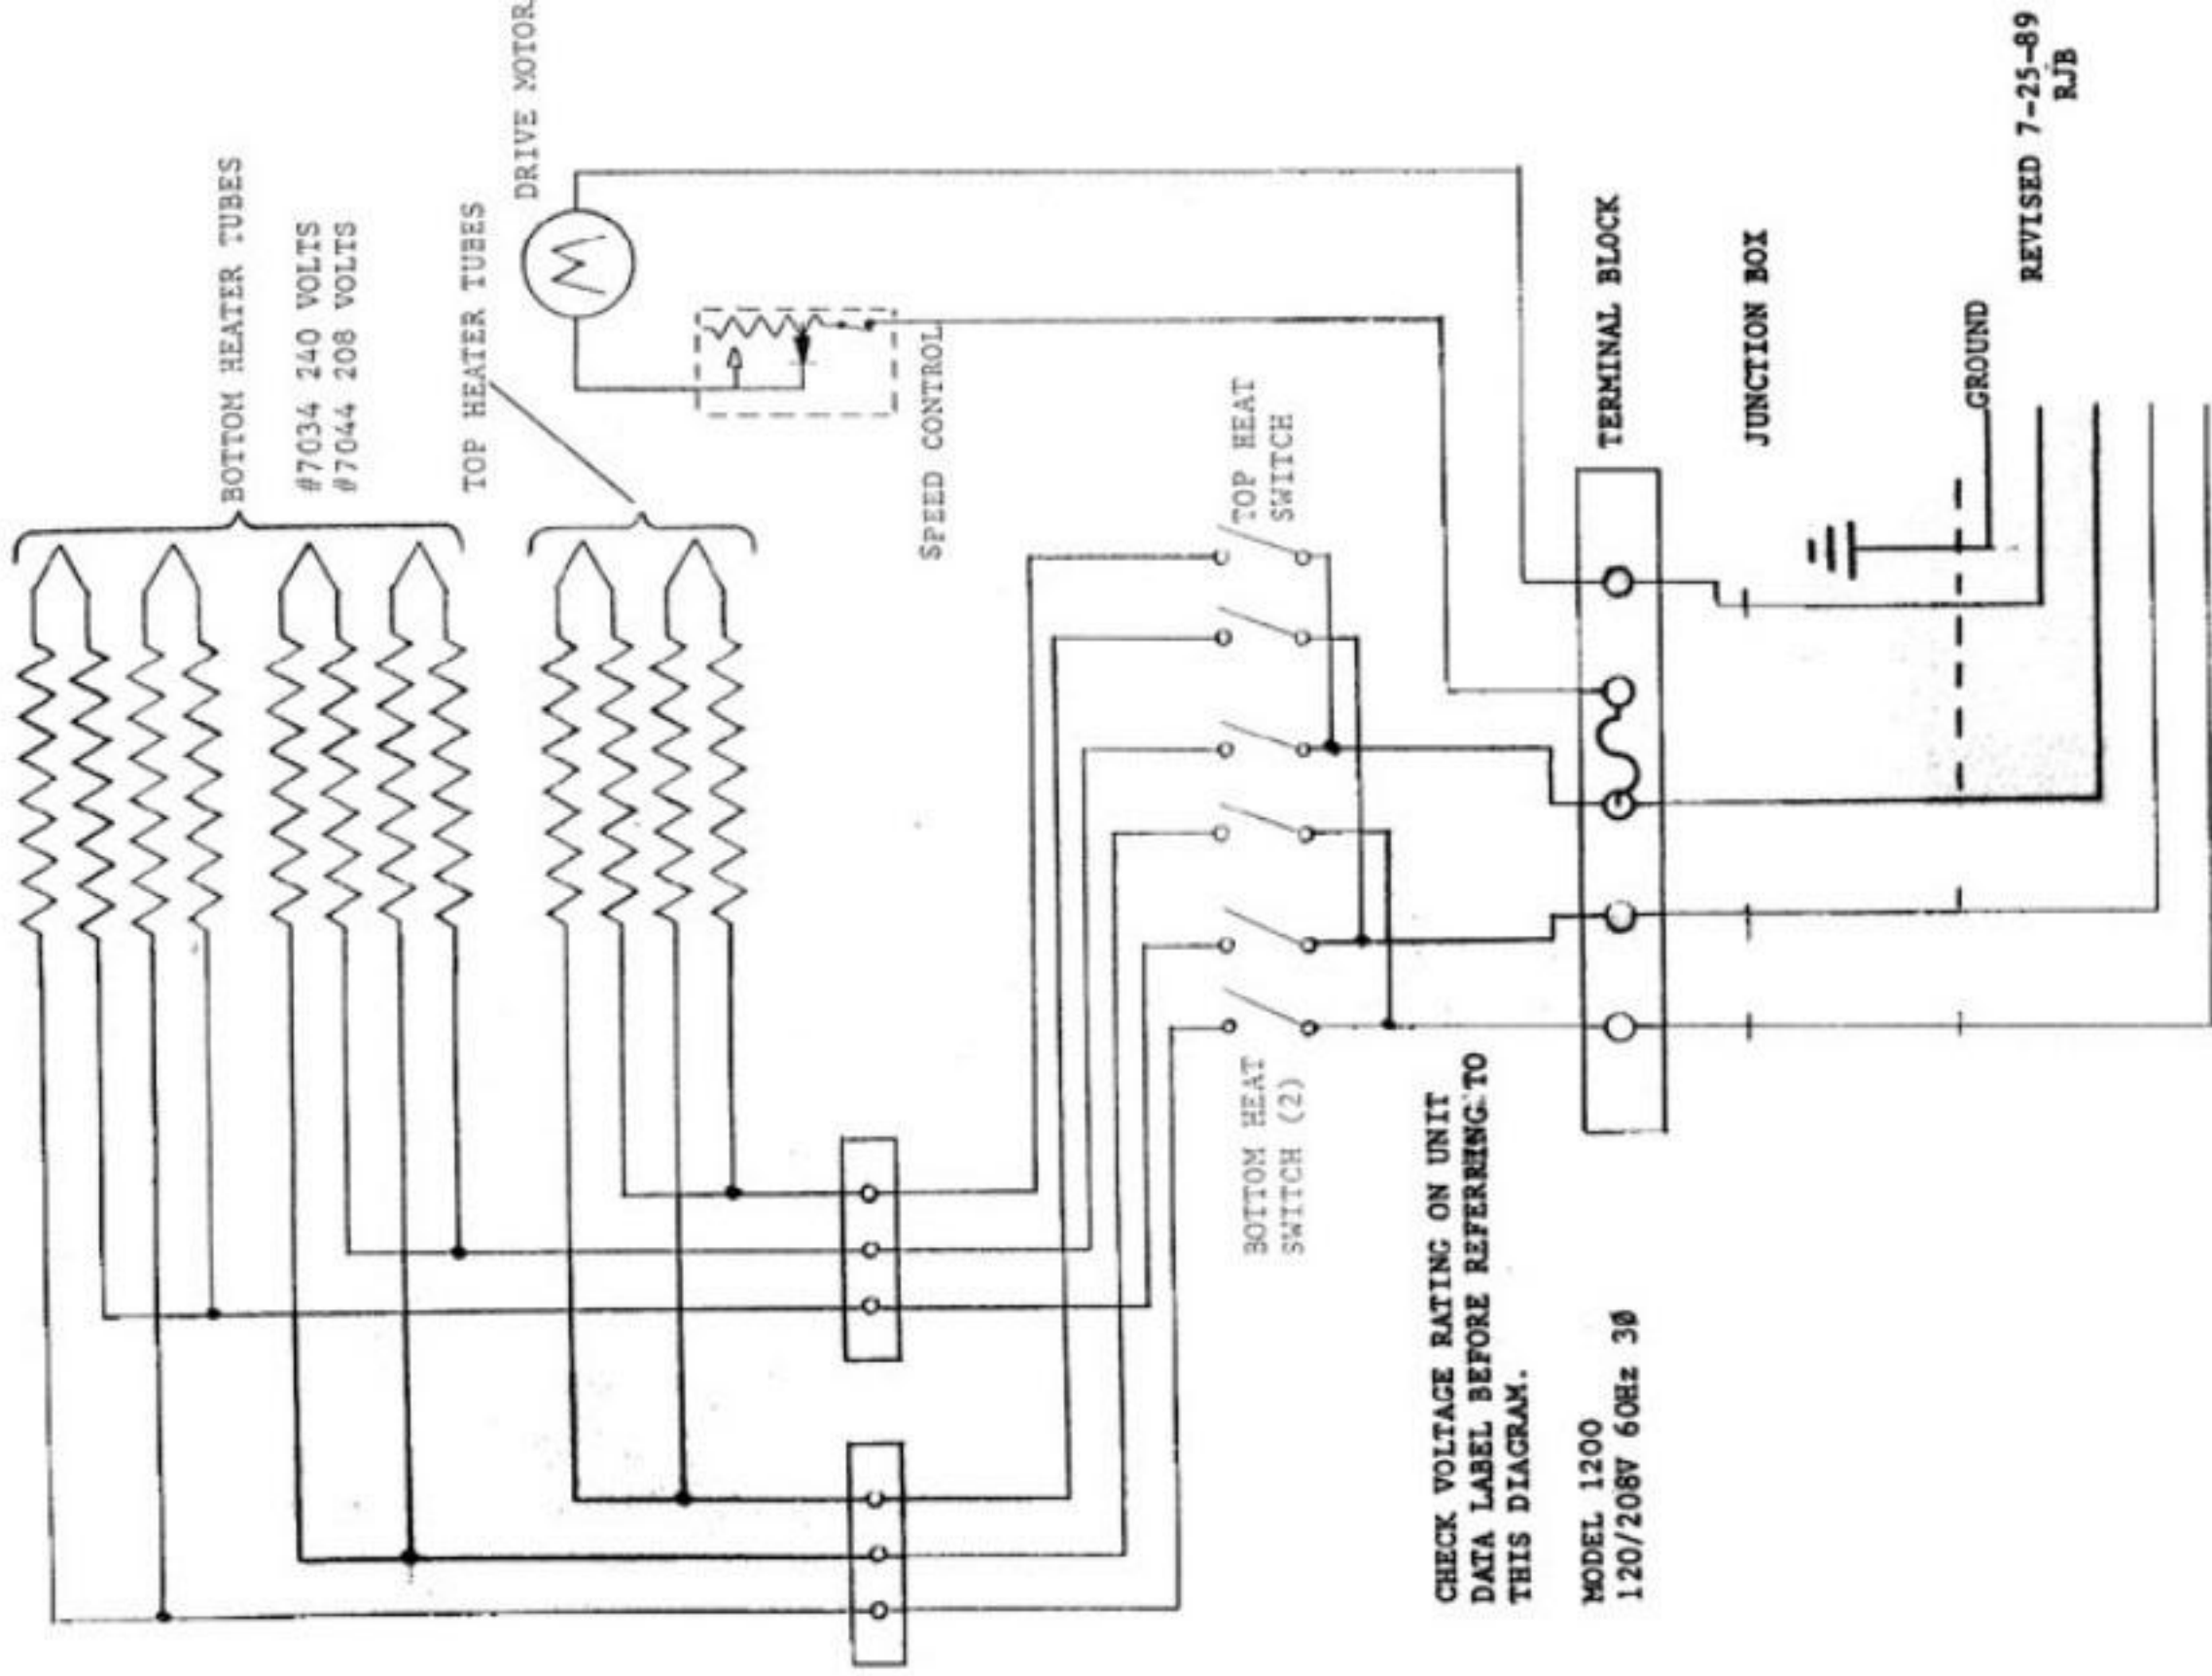 BOTTOM HEATER TUBES
#7034 240 VOLTS
#7044 208 VOLTS
TOP HEATER TUBES
DRIVE MOTOR
M
SPEED CONTROL
TOP HEAT
SWITCH
BOTTOM HEAT
SWITCH (2)
TERMINAL BLOCK
JUNCTION BOX
GROUND
CHECK VOLTAGE RATING ON UNIT
DATA LABEL BEFORE REFERRING TO
THIS DIAGRAM.
MODEL 1200
120/208V 60Hz 3Ø
REVISED 7-25-89
RJB